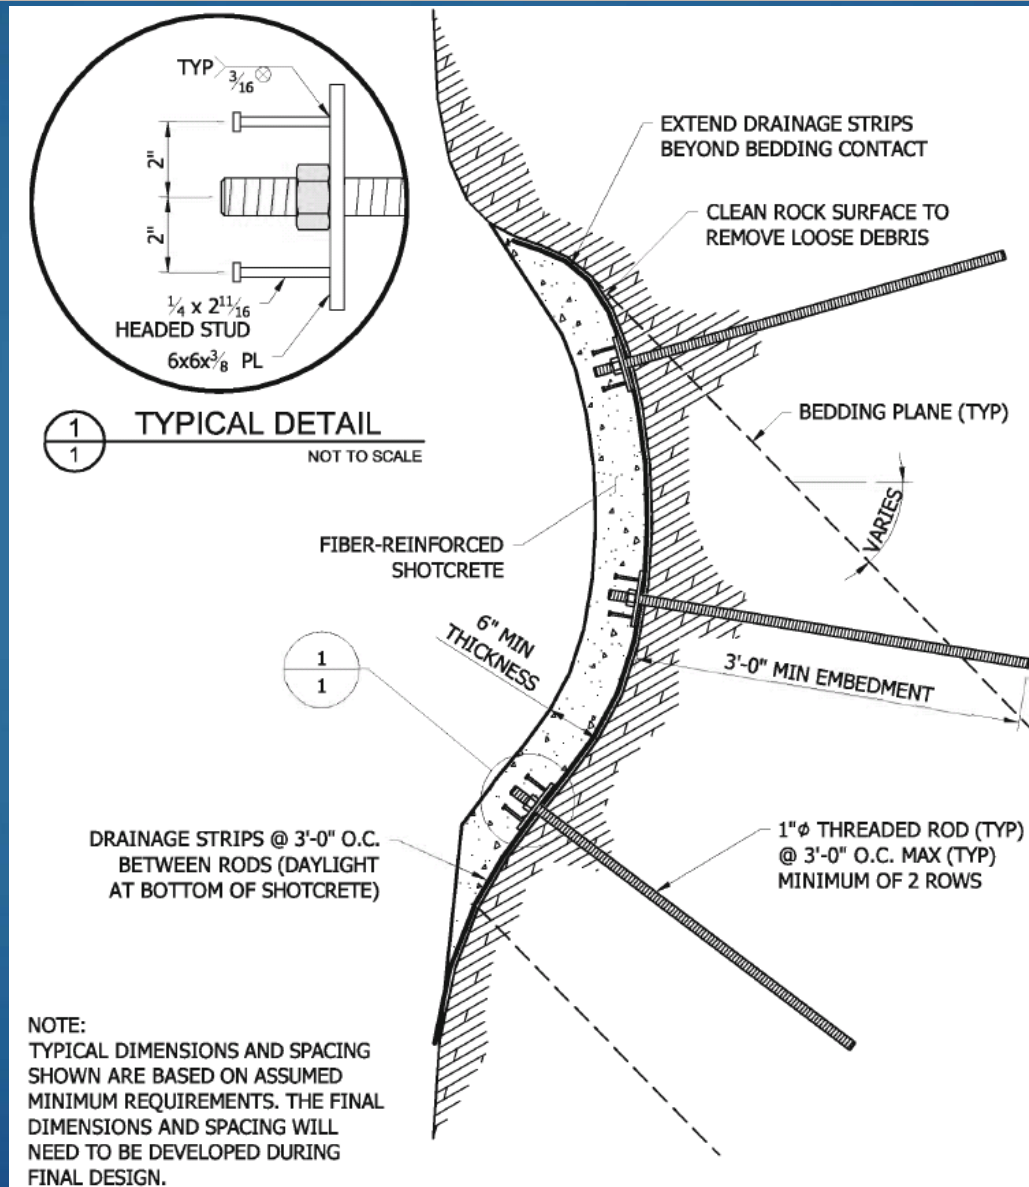 TYP
3/16
2"
2"
1/4 x 2 11/16
HEADED STUD
6x6x3/8 PL
1
1
TYPICAL DETAIL
NOT TO SCALE
EXTEND DRAINAGE STRIPS
BEYOND BEDDING CONTACT
CLEAN ROCK SURFACE TO
REMOVE LOOSE DEBRIS
BEDDING PLANE (TYP)
VARIES
FIBER-REINFORCED
SHOTCRETE
6" MIN
THICKNESS
1
1
3'-0" MIN EMBEDMENT
DRAINAGE STRIPS @ 3'-0" O.C.
BETWEEN RODS (DAYLIGHT
AT BOTTOM OF SHOTCRETE)
1"ϕ THREADED ROD (TYP)
@ 3'-0" O.C. MAX (TYP)
MINIMUM OF 2 ROWS
NOTE:
TYPICAL DIMENSIONS AND SPACING
SHOWN ARE BASED ON ASSUMED
MINIMUM REQUIREMENTS. THE FINAL
DIMENSIONS AND SPACING WILL
NEED TO BE DEVELOPED DURING
FINAL DESIGN.